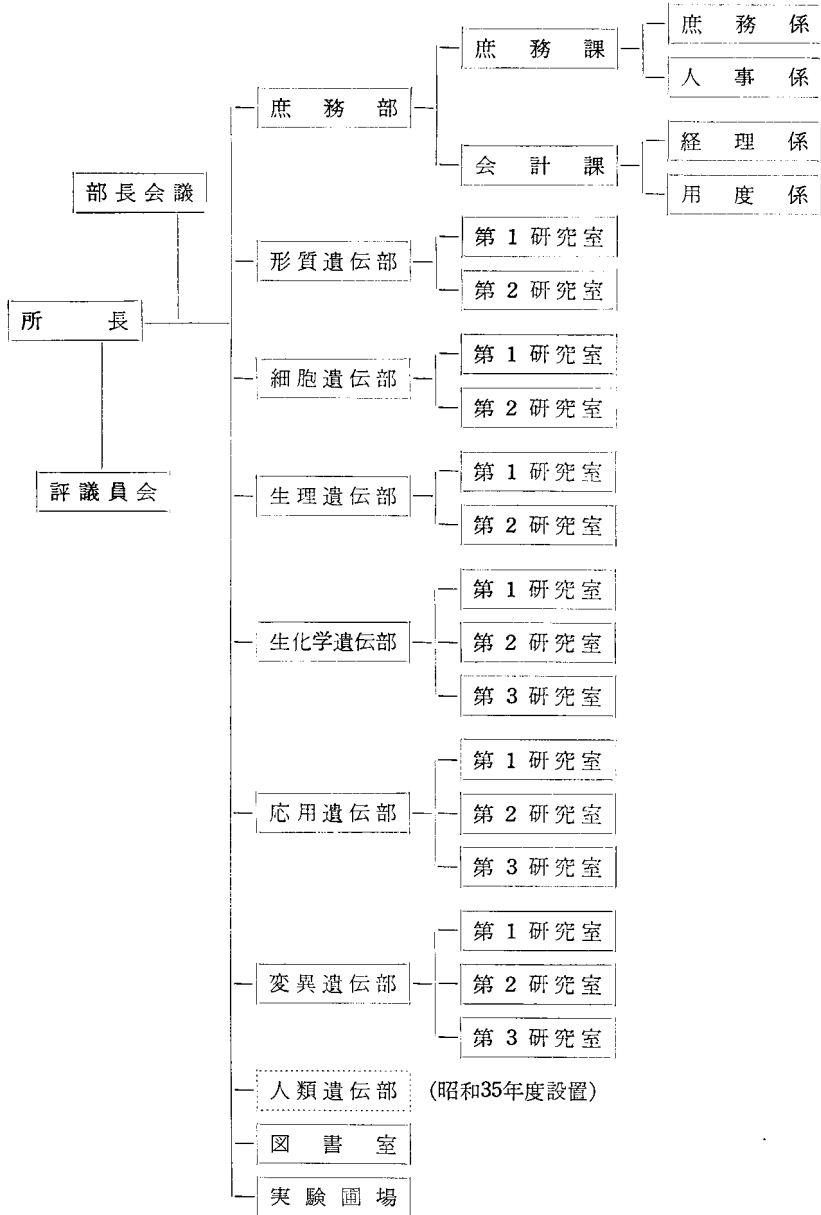 庶務係
庶務課
人事係
庶務部
経理係
会計課
部長会議
用度係
第1研究室
形質遺伝部
第2研究室
所長
第1研究室
細胞遺伝部
第2研究室
第1研究室
評議員会
生理遺伝部
第2研究室
第1研究室
生化学遺伝部
第2研究室
第3研究室
第1研究室
応用遺伝部
第2研究室
第3研究室
第1研究室
変異遺伝部
第2研究室
第3研究室
人類遺伝部 (昭和35年度設置)
図書室
実験圃場